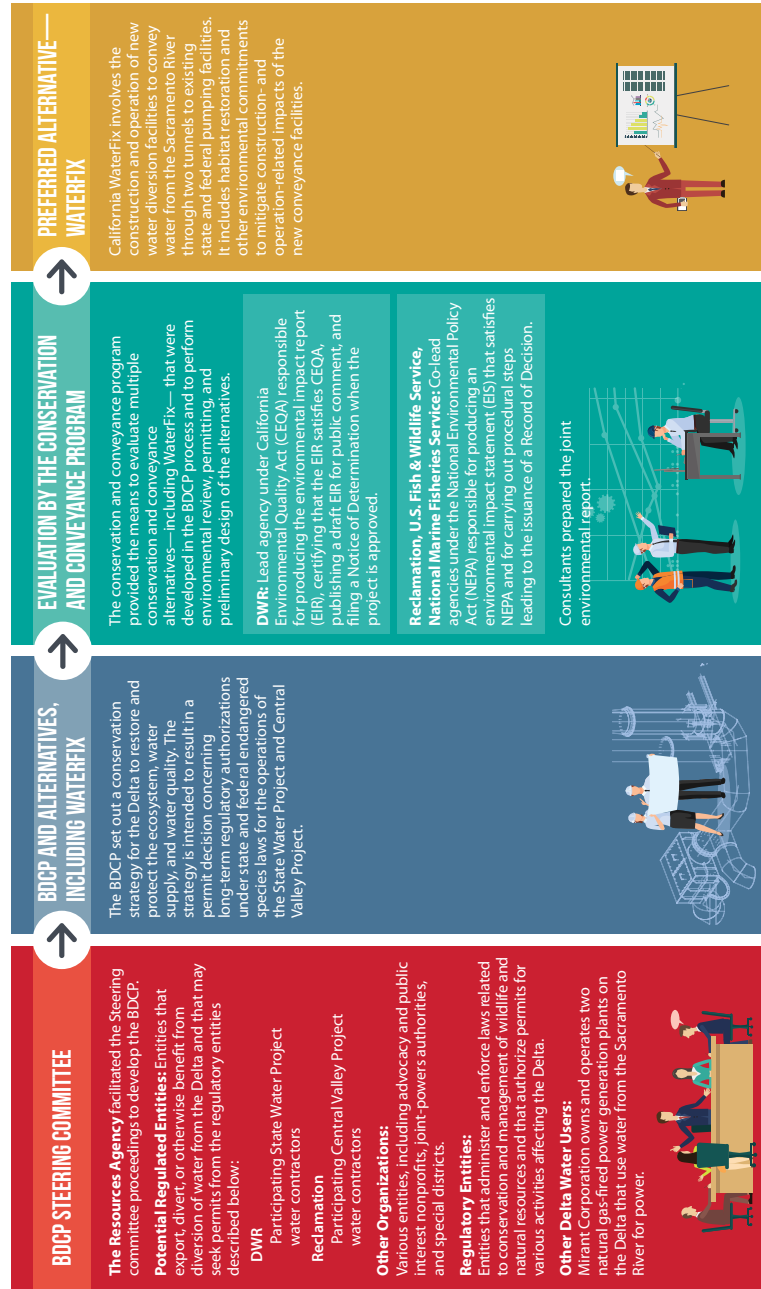 BDCP STEERING COMMITTEE
The Resources Agency facilitated the Steering
committee proceedings to develop the BDCP.
Potential Regulated Entities: Entities that
export, divert, or otherwise benefit from
diversion of water from the Delta and that may
seek permits from the regulatory entities
described below:
DWR
Participating State Water Project
water contractors
Reclamation
Participating Central Valley Project
water contractors
Other Organizations:
Various entities, including advocacy and public
interest nonprofits, joint-powers authorities,
and special districts.
Regulatory Entities:
Entities that administer and enforce laws related
to conservation and management of wildlife and
natural resources and that authorize permits for
various activities affecting the Delta.
Other Delta Water Users:
Mirant Corporation owns and operates two
natural gas-fired power generation plants on
the Delta that use water from the Sacramento
River for power.
BDCP AND ALTERNATIVES,
INCLUDING WATERFIX
The BDCP set out a conservation
strategy for the Delta to restore and
protect the ecosystem, water
supply, and water quality. The
strategy is intended to result in a
permit decision concerning
long-term regulatory authorizations
under state and federal endangered
species laws for the operations of
the State Water Project and Central
Valley Project.
EVALUATION BY THE CONSERVATION
AND CONVEYANCE PROGRAM
The conservation and conveyance program
provided the means to evaluate multiple
conservation and conveyance
alternatives—including WaterFix— that were
developed in the BDCP process and to perform
environmental review, permitting, and
preliminary design of the alternatives.
DWR: Lead agency under California
Environmental Quality Act (CEQA) responsible
for producing the environmental impact report
(EIR), certifying that the EIR satisfies CEQA,
publishing a draft EIR for public comment, and
filing a Notice of Determination when the
project is approved.
Reclamation, U.S. Fish & Wildlife Service,
National Marine Fisheries Service: Co-lead
agencies under the National Environmental Policy
Act (NEPA) responsible for producing an
environmental impact statement (EIS) that satisfies
NEPA and for carrying out procedural steps
leading to the issuance of a Record of Decision.
Consultants prepared the joint
environmental report.
PREFERRED ALTERNATIVE—
WATERFIX
California WaterFix involves the
construction and operation of new
water diversion facilities to convey
water from the Sacramento River
through two tunnels to existing
state and federal pumping facilities.
It includes habitat restoration and
other environmental commitments
to mitigate construction- and
operation-related impacts of the
new conveyance facilities.